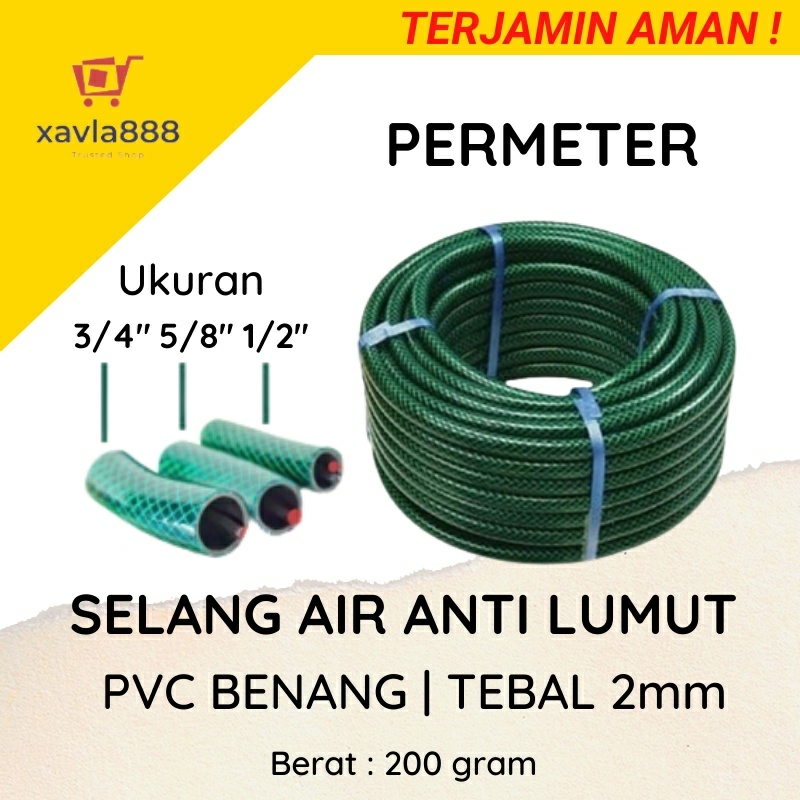 TERJAMIN AMAN !
xavla888
Trusted Shop
PERMETER
Ukuran
3/4" 5/8" 1/2"
SELANG AIR ANTI LUMUT
PVC BENANG | TEBAL 2mm
Berat : 200 gram